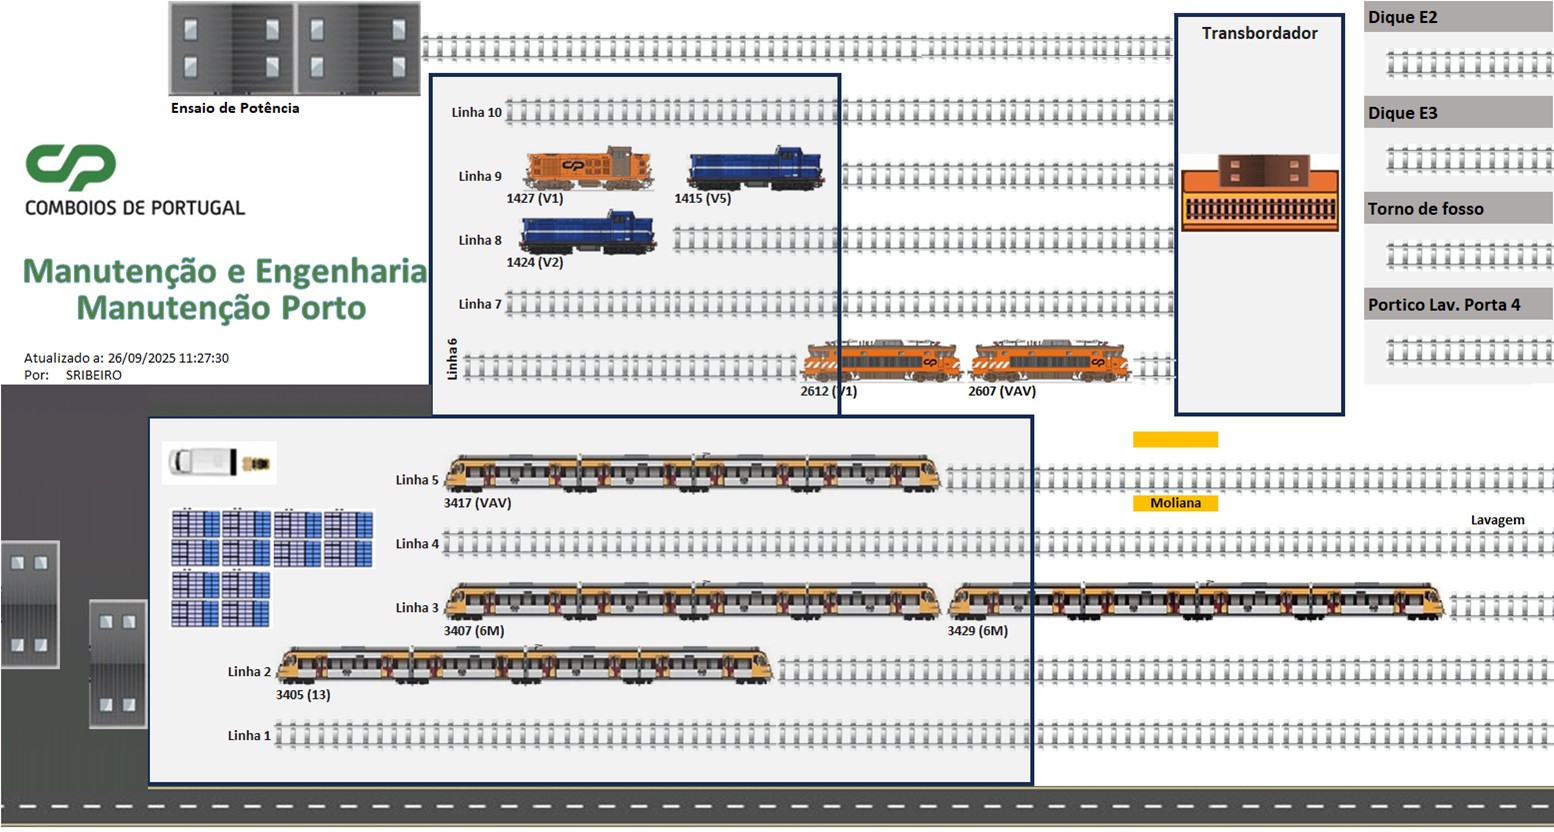 Dique E2
Transbordador
Ensaio de Potência
Linha 10
Dique E3
CP
COMBOIOS DE PORTUGAL
Linha 9
1427 (V1)
1415 (V5)
Torno de fosso
Linha 8
1424 (V2)
Manutenção e Engenharia
Manutenção Porto
Linha 7
Portico Lav. Porta 4
Atualizado a: 26/09/2025 11:27:30
Por: SRIBEIRO
Linha 6
2612 (V1)
2607 (VAV)
Linha 5
3417 (VAV)
Moliana
Lavagem
Linha 4
Linha 3
3407 (6M)
3429 (6M)
Linha 2
3405 (13)
Linha 1